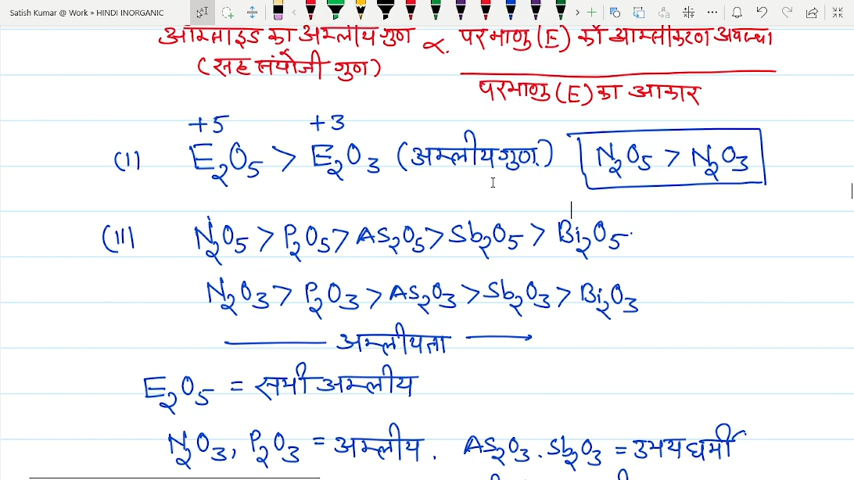 Satish Kumar @ Work » HINDI INORGANIC
ऑक्साइड का अम्लीय गुण ∝ परमाणु (E) की ऑक्सीकरण अवस्था
(सह संयोजी गुण)
परमाणु (E) का आकार
+5 +3
(I) E₂O₅ > E₂O₃ (अम्लीय गुण) N₂O₅ > N₂O₃
(II) N₂O₅ > P₂O₅ > As₂O₅ > Sb₂O₅ > Bi₂O₅.
N₂O₃ > P₂O₃ > As₂O₃ > Sb₂O₃ > Bi₂O₃
अम्लीयता →
E₂O₅ = सभी अम्लीय
N₂O₃, P₂O₃ = अम्लीय. As₂O₃. Sb₂O₃ = उभयधर्मी